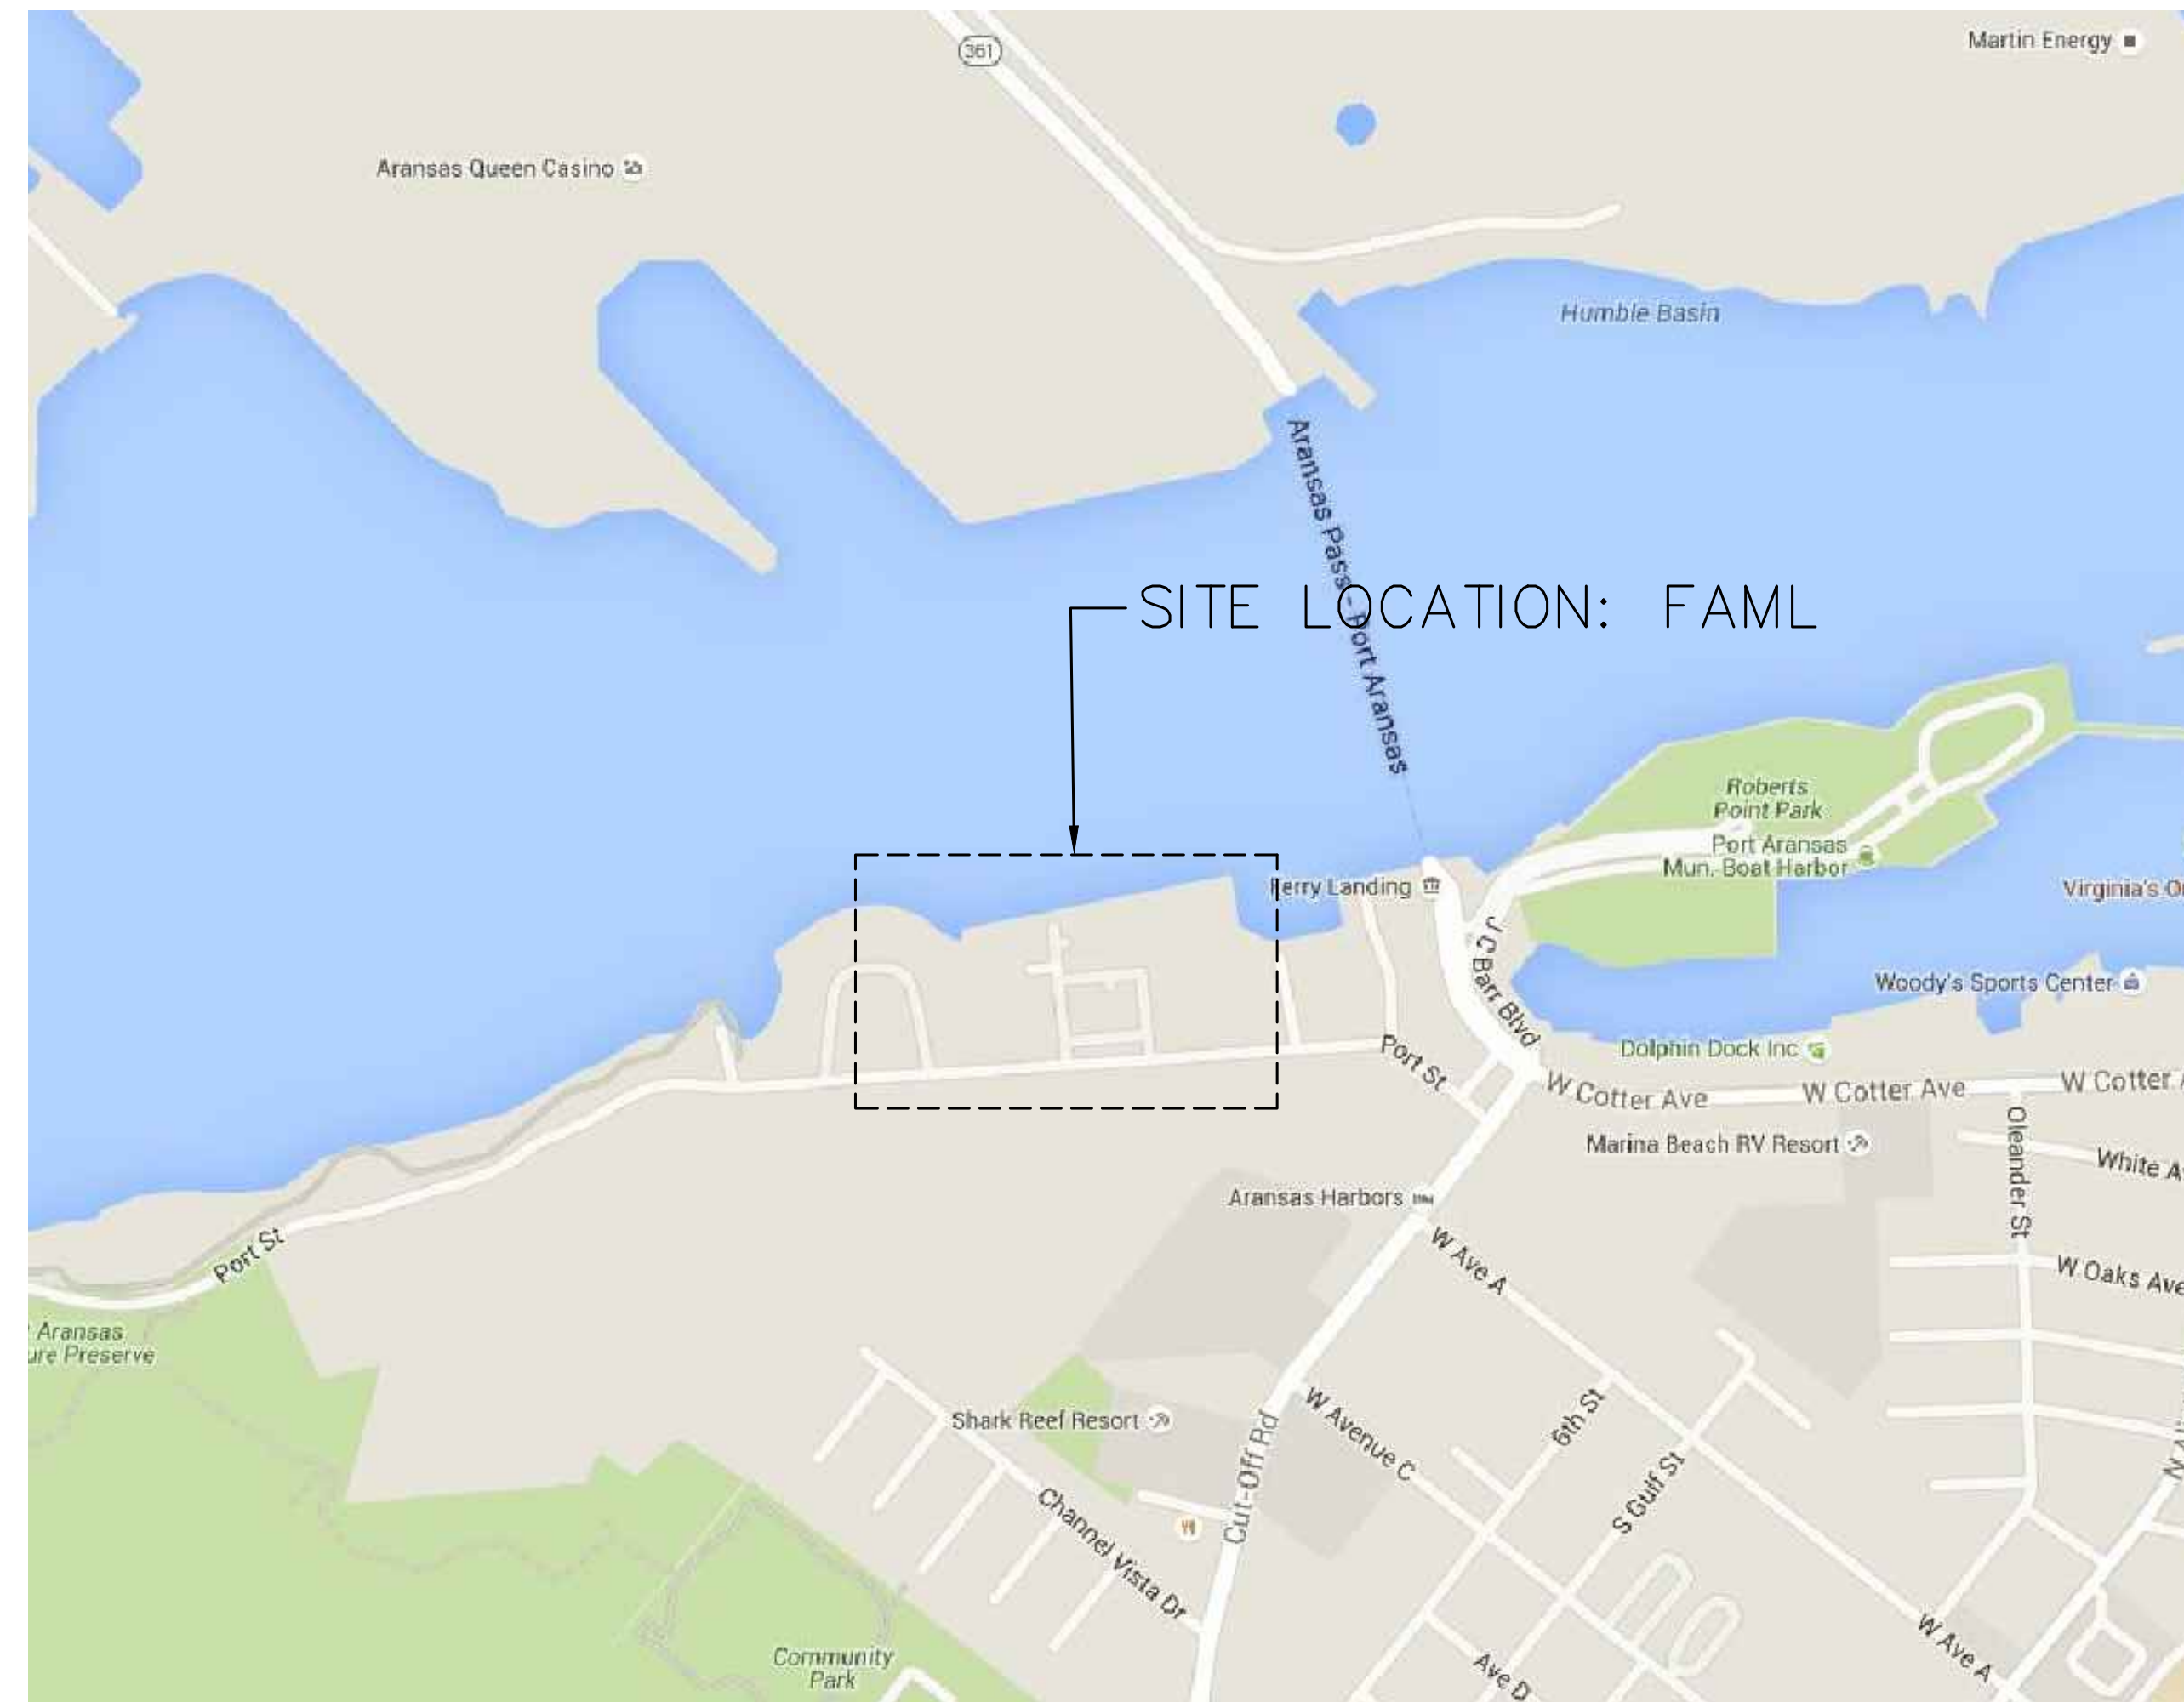 361
Martin Energy
Aransas Queen Casino
Humble Basin
Aransas Pass - Port Aransas
SITE LOCATION: FAML
Roberts
Point Park
Port Aransas
Mun. Boat Harbor
Ferry Landing
Virginia's
J C Barr Blvd
Woody's Sports Center
Port St
Dolphin Dock Inc
W Cotter Ave
W Cotter Ave
W Cotter
Marina Beach RV Resort
Oleander St
White
Aransas Harbors
Port St
W Ave A
W Oaks Ave
Aransas
ure Preserve
Shark Reef Resort
W Avenue C
6th St
Cut-Off Rd
S Gulf St
Channel Vista Dr
Community
Park
Ave D
W Ave A